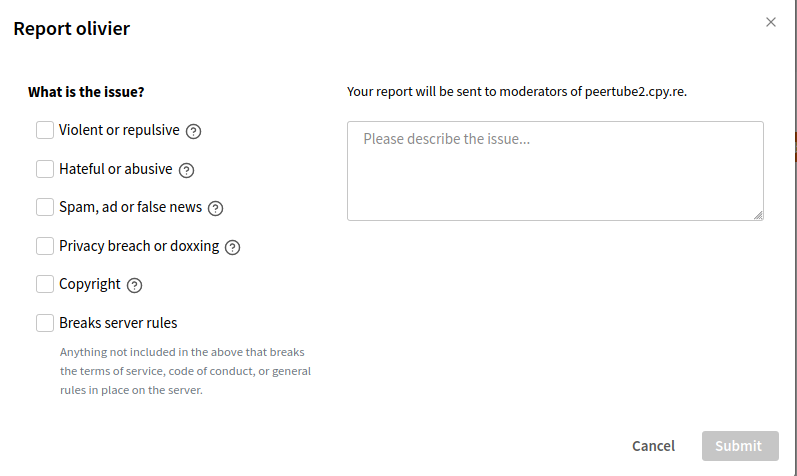 Report olivier
What is the issue?
Violent or repulsive
Hateful or abusive
Spam, ad or false news
Privacy breach or doxxing
Copyright
Breaks server rules
Anything not included in the above that breaks
the terms of service, code of conduct, or general
rules in place on the server.
Your report will be sent to moderators of peertube2.cpy.re.
Please describe the issue...
Cancel
Submit